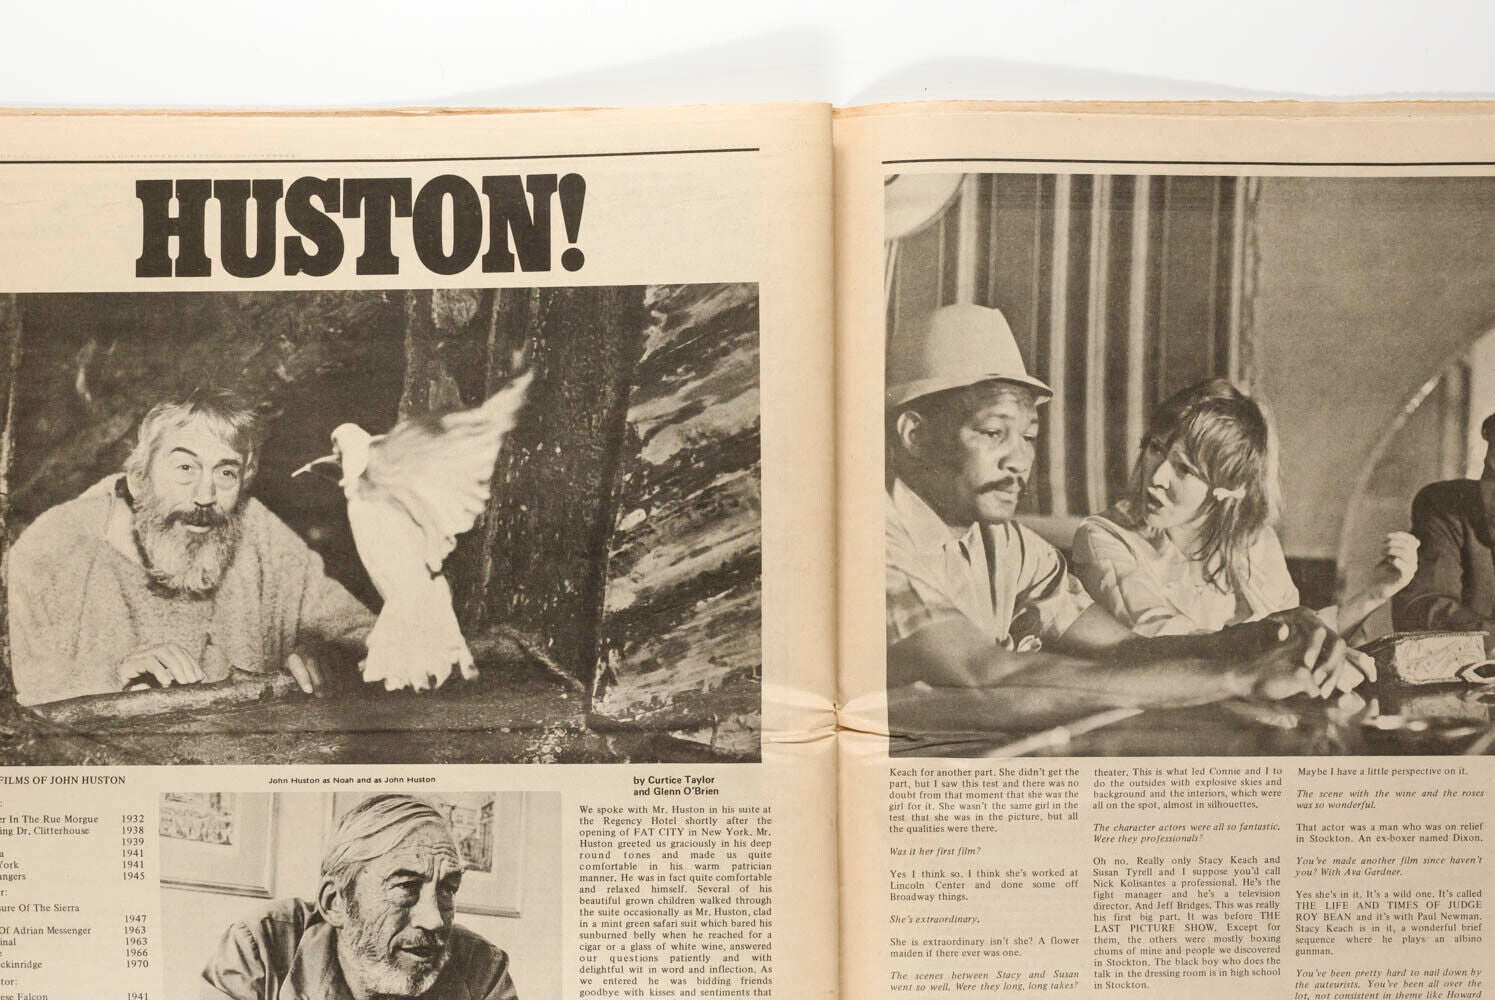 HUSTON!
FILMS OF JOHN HUSTON
In The Rue Morgue 1932
Dr. Clitterhouse 1938
1939
1941
1941
1945
Of The Sierra
1947
Of Adrian Messenger 1963
1963
1966
1970
1941
John Huston as Noah and as John Huston
by Curtice Taylor
and Glenn O'Brien
We spoke with Mr. Huston in his suite at
the Regency Hotel shortly after the
opening of FAT CITY in New York. Mr.
Huston greeted us graciously in his deep
round tones and made us quite
comfortable in his warm patrician
manner. He was in fact quite comfortable
and relaxed himself. Several of his
beautiful grown children walked through
the suite occasionally as Mr. Huston, clad
in a mint green safari suit which bared his
sunburned belly when he reached for a
cigar or a glass of white wine, answered
our questions patiently and with
delightful wit in word and inflection. As
we entered he was bidding friends
goodbye with kisses and sentiments that
Keach for another part. She didn't get the
part, but I saw this test and there was no
doubt from that moment that she was the
girl for it. She wasn't the same girl in the
test that she was in the picture, but all
the qualities were there.
Was it her first film?
Yes I think so. I think she's worked at
Lincoln Center and done some off
Broadway things.
She's extraordinary.
She is extraordinary isn't she? A flower
maiden if there ever was one.
The scenes between Stacy and Susan
went so well. Were they long, long takes?
theater. This is what led Connie and I to
do the outsides with explosive skies and
background and the interiors, which were
all on the spot, almost in silhouettes.
The character actors were all so fantastic.
Were they professionals?
Oh no. Really only Stacy Keach and
Susan Tyrell and I suppose you'd call
Nick Kolisantes a professional. He's the
fight manager and he's a television
director. And Jeff Bridges. This was really
his first big part. It was before THE
LAST PICTURE SHOW. Except for
them, the others were mostly boxing
chums of mine and people we discovered
in Stockton. The black boy who does the
talk in the dressing room is in high school
in Stockton.
Maybe I have a little perspective on it.
The scene with the wine and the roses
was so wonderful.
That actor was a man who was on relief
in Stockton. An ex-boxer named Dixon.
You've made another film since haven't
you? With Ava Gardner.
Yes she's in it. It's a wild one. It's called
THE LIFE AND TIMES OF JUDGE
ROY BEAN and it's with Paul Newman.
Stacy Keach is in it, a wonderful brief
sequence where he plays an albino
gunman.
You've been pretty hard to nail down by
the auteurists. You've been all over the
lot, not consistent in theme like Howard